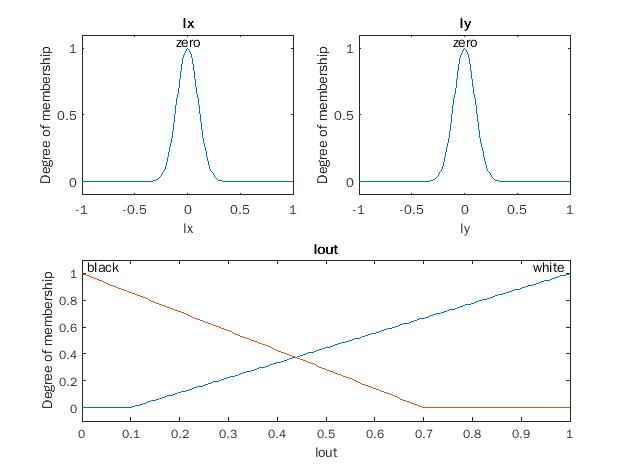 Ix
zero
Degree of membership
1
0.5
0
-1 -0.5 0 0.5 1
Ix
Iy
zero
Degree of membership
1
0.5
0
-1 -0.5 0 0.5 1
Iy
Iout
black
white
Degree of membership
1
0.8
0.6
0.4
0.2
0
0 0.1 0.2 0.3 0.4 0.5 0.6 0.7 0.8 0.9 1
Iout